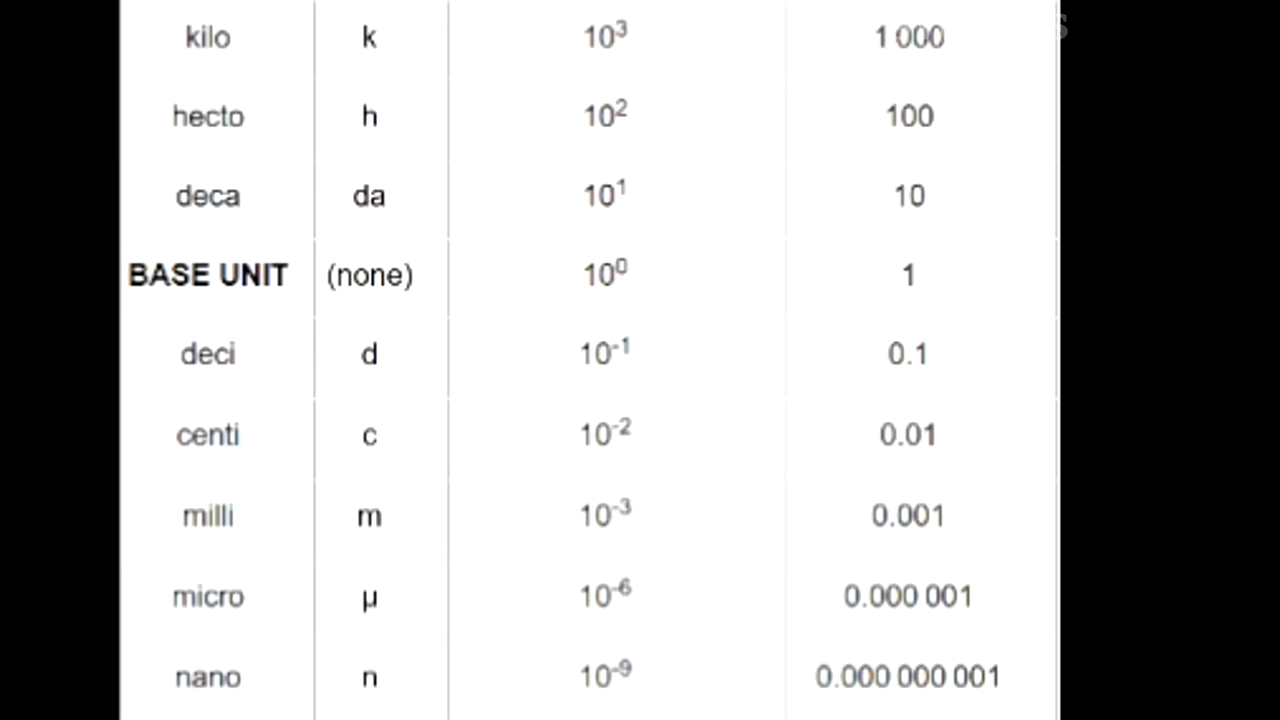 kilo k 10³ 1 000
hecto h 10² 100
deca da 10¹ 10
BASE UNIT (none) 10⁰ 1
deci d 10⁻¹ 0.1
centi c 10⁻² 0.01
milli m 10⁻³ 0.001
micro µ 10⁻⁶ 0.000 001
nano n 10⁻⁹ 0.000 000 001